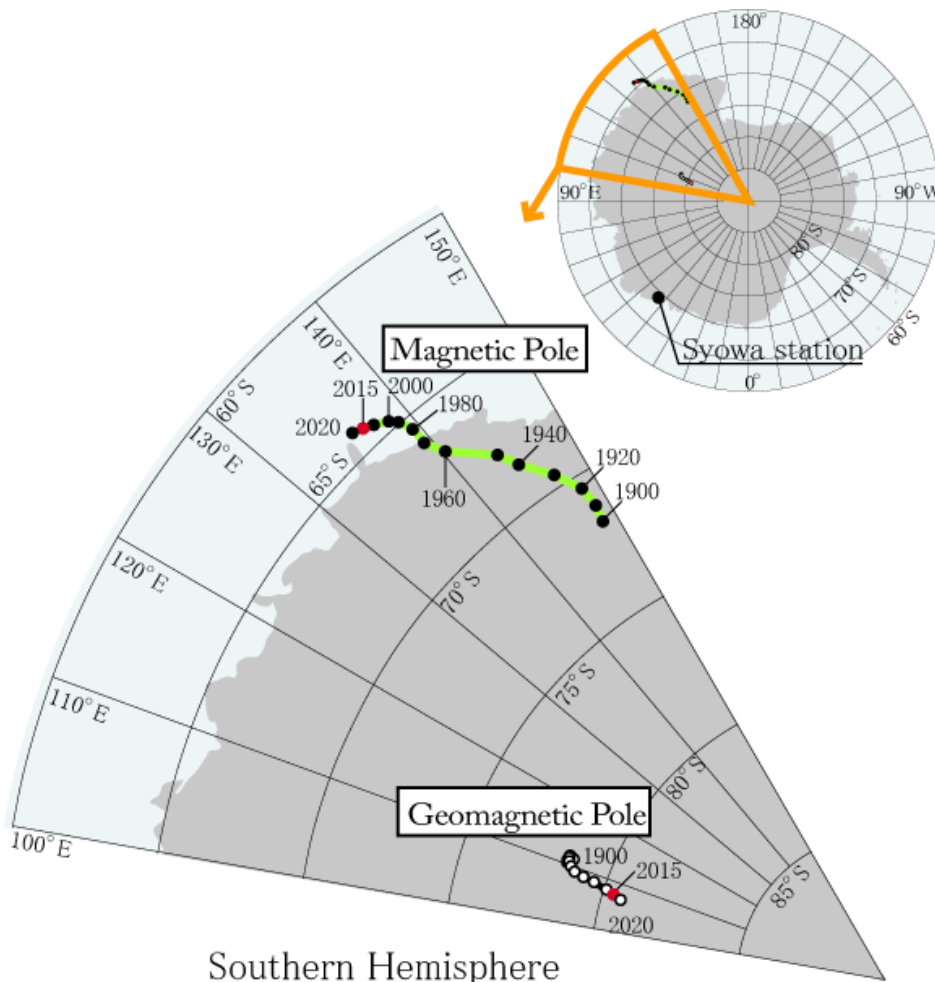 180°
90°E
90°W
80°S
70°S
60°S
Syowa station
0°
150°E
140°E
Magnetic Pole
60°S
2015
2000
2020
1980
130°E
65°S
1940
1960
1920
1900
120°E
70°S
75°S
110°E
80°S
Geomagnetic Pole
100°E
1900
2015
85°S
2020
Southern Hemisphere